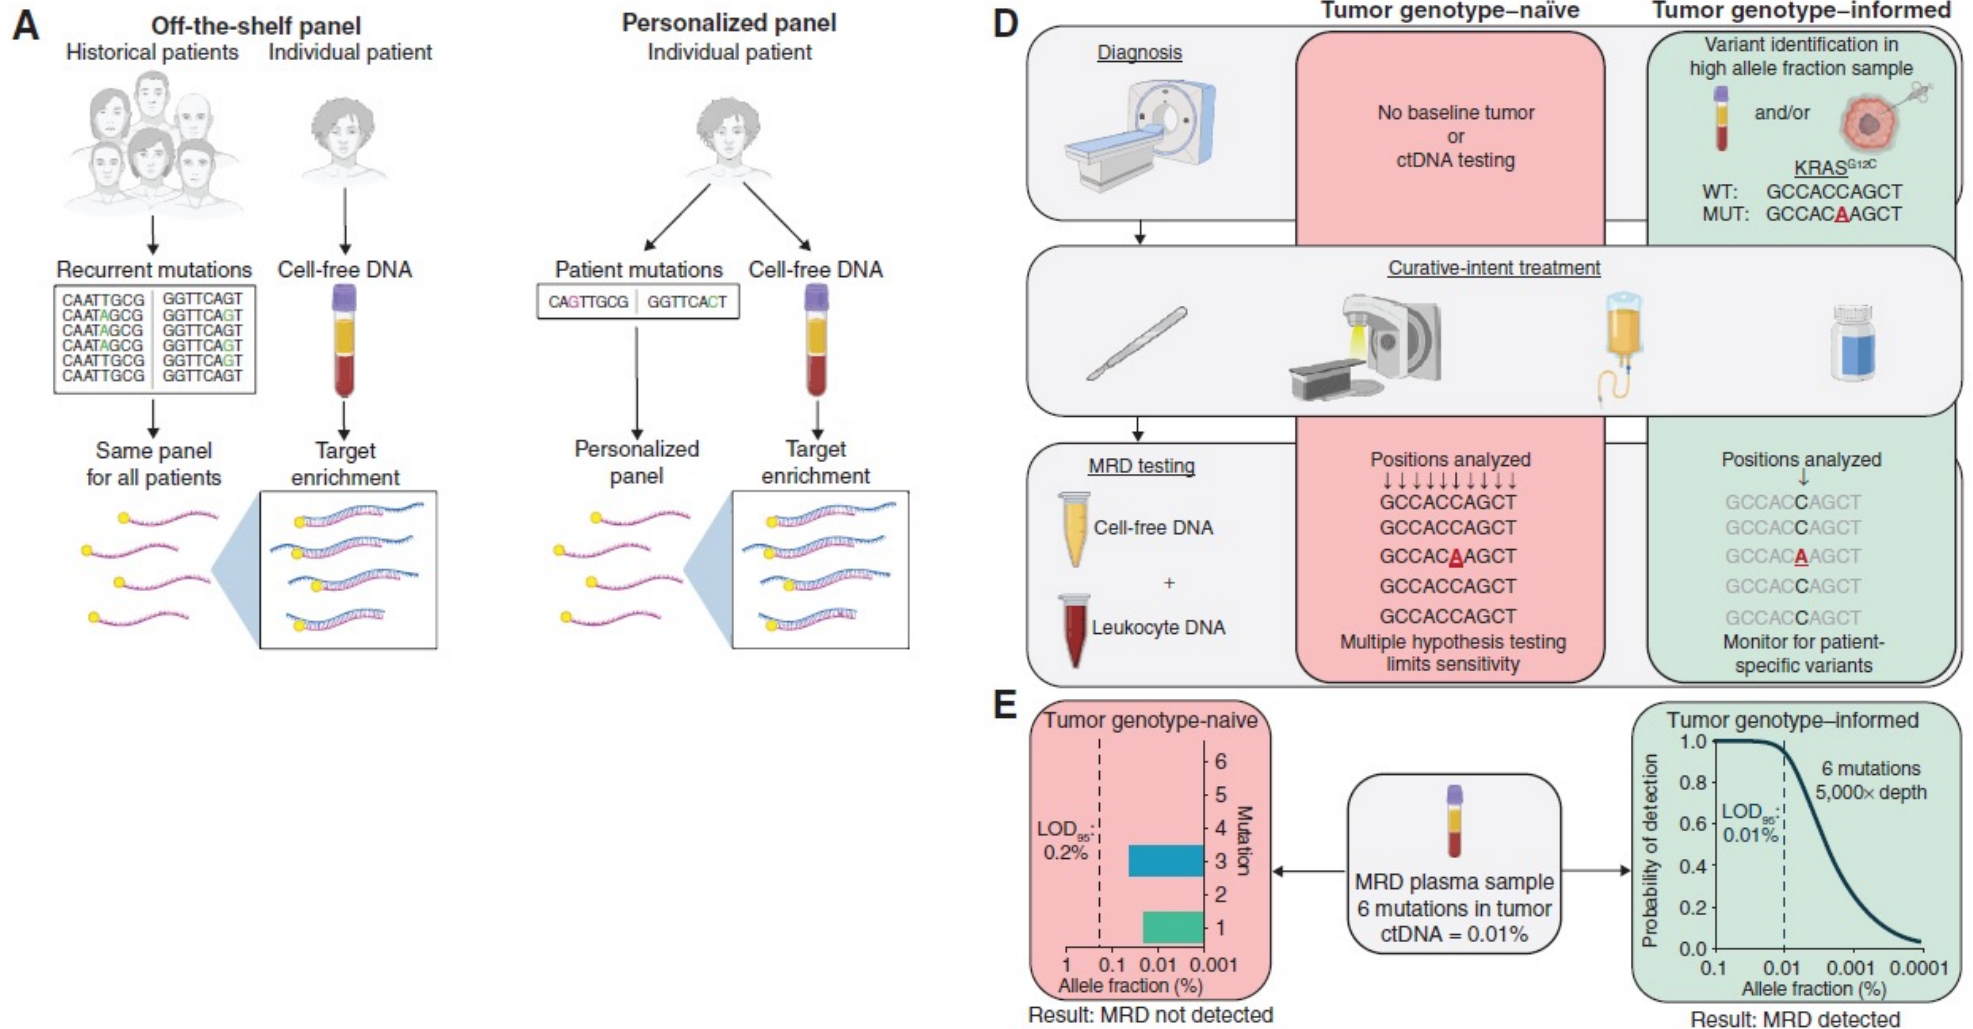 A
Off-the-shelf panel
Historical patients
Individual patient
Recurrent mutations
CAATTGCG GGTTCAGT
CAATAGCG GGTTCAGT
CAATAGCG GGTTCAGT
CAATAGCG GGTTCAGT
CAATTGCG GGTTCAGT
CAATTGCG GGTTCAGT
Cell-free DNA
Same panel
for all patients
Target
enrichment
Personalized panel
Individual patient
Patient mutations
CAGTTGCG GGTTCACT
Cell-free DNA
Personalized
panel
Target
enrichment
D
Tumor genotype–naïve
Tumor genotype–informed
Diagnosis
No baseline tumor
or
ctDNA testing
Variant identification in
high allele fraction sample
and/or
KRASG12C
WT: GCCACCAGCT
MUT: GCCACAAGCT
Curative-intent treatment
MRD testing
Cell-free DNA
+
Leukocyte DNA
Positions analyzed
GCCACCAGCT
GCCACCAGCT
GCCACAAGCT
GCCACCAGCT
GCCACCAGCT
Multiple hypothesis testing
limits sensitivity
Positions analyzed
GCCACCAGCT
GCCACCAGCT
GCCACAAGCT
GCCACCAGCT
GCCACCAGCT
Monitor for patient-
specific variants
E
Tumor genotype-naive
LOD95:
0.2%
6
5
4
3
2
1
Mutation
1 0.1 0.01 0.001
Allele fraction (%)
Result: MRD not detected
MRD plasma sample
6 mutations in tumor
ctDNA = 0.01%
Tumor genotype–informed
Probability of detection
1.0
0.8
0.6
0.4
0.2
0.0
6 mutations
5,000× depth
LOD95:
0.01%
0.1 0.01 0.001 0.0001
Allele fraction (%)
Result: MRD detected